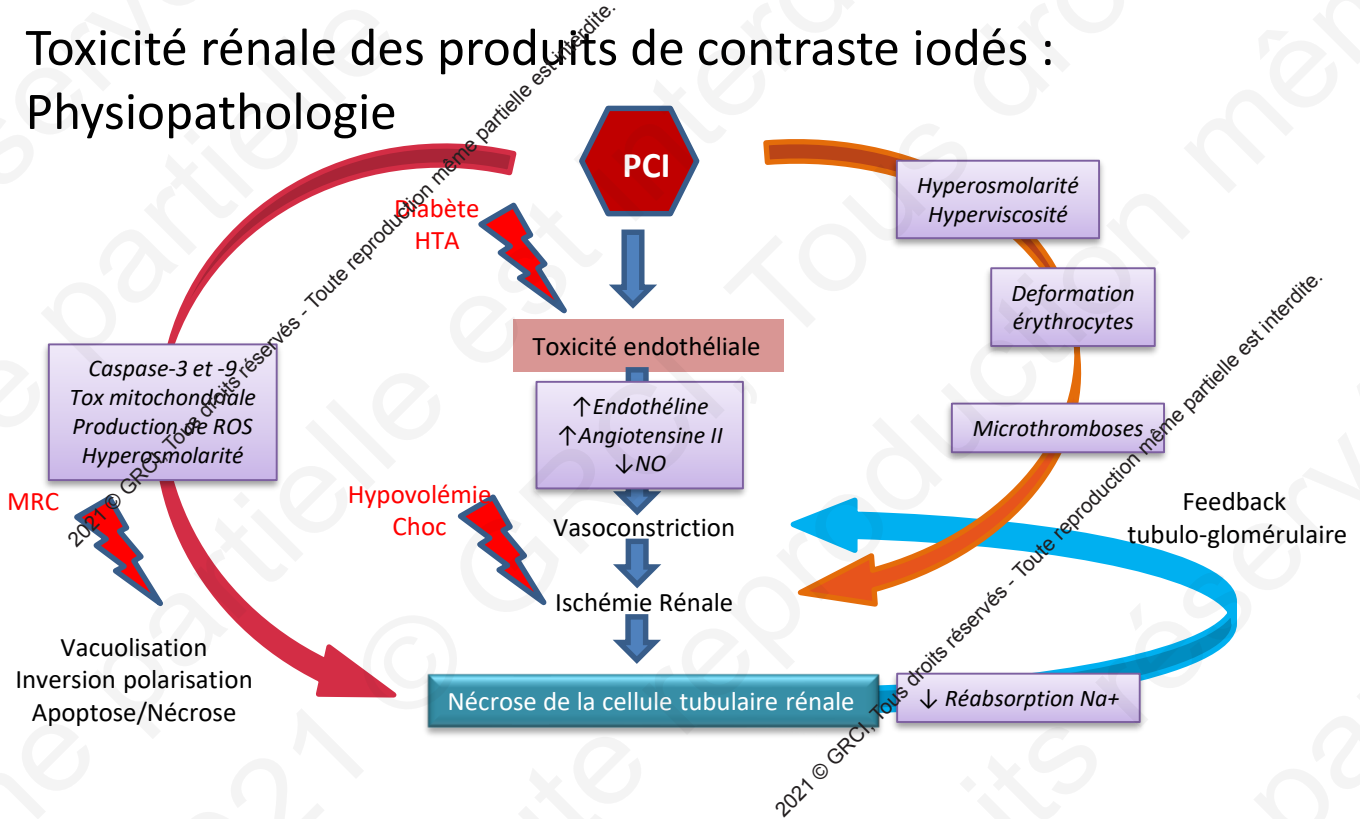 Toxicité rénale des produits de contraste iodés :
Physiopathologie
PCI
Diabète
HTA
Hyperosmolarité
Hyperviscosité
Deformation
érythrocytes
Microthromboses
Toxicité endothéliale
↑Endothéline
↑Angiotensine II
↓NO
Caspase-3 et -9
Tox mitochondriale
Production de ROS
Hyperosmolarité
MRC
Hypovolémie
Choc
Vasoconstriction
Ischémie Rénale
Feedback
tubulo-glomérulaire
Vacuolisation
Inversion polarisation
Apoptose/Nécrose
Nécrose de la cellule tubulaire rénale
↓ Réabsorption Na+
2021 © GRCI, Tous droits réservés - Toute reproduction même partielle est interdite.
2021 © GRCI, Tous droits réservés - Toute reproduction même partielle est interdite.